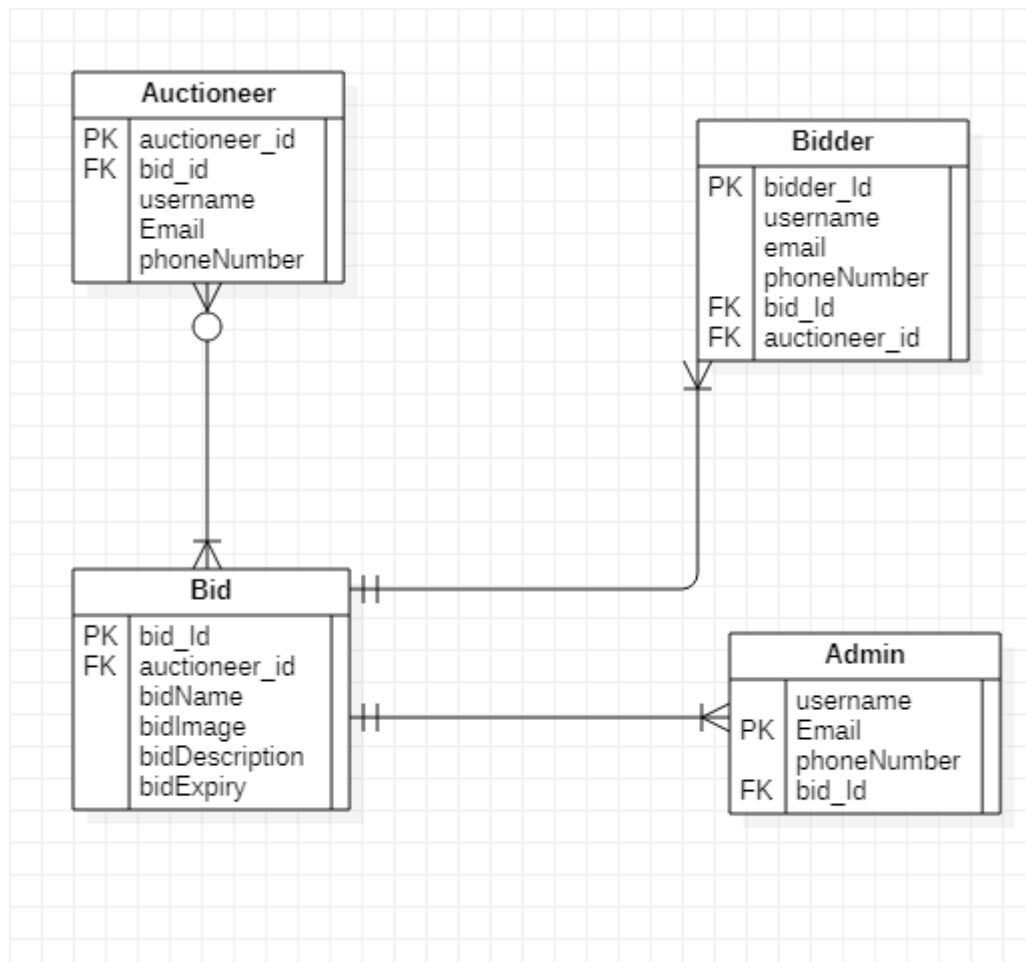 Auctioneer
PK auctioneer_id
FK bid_id
username
Email
phoneNumber
Bidder
PK bidder_Id
username
email
phoneNumber
FK bid_Id
FK auctioneer_id
Bid
PK bid_Id
FK auctioneer_id
bidName
bidImage
bidDescription
bidExpiry
Admin
username
PK Email
phoneNumber
FK bid_Id